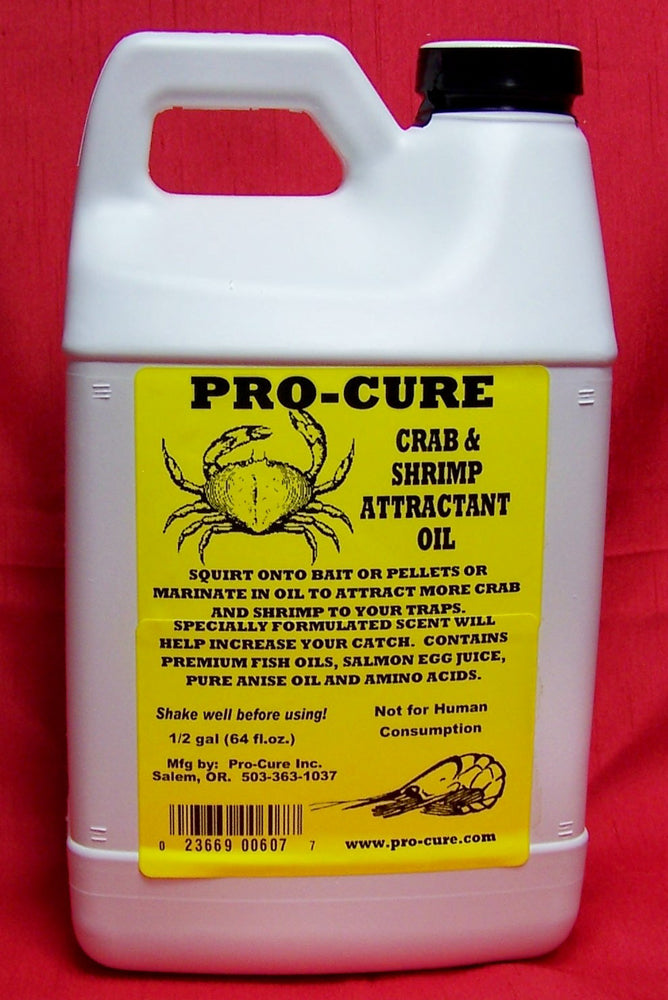 PRO-CURE
CRAB &
SHRIMP
ATTRACTANT
OIL
SQUIRT ONTO BAIT OR PELLETS OR
MARINATE IN OIL TO ATTRACT MORE CRAB
AND SHRIMP TO YOUR TRAPS.
SPECIALLY FORMULATED SCENT WILL
HELP INCREASE YOUR CATCH. CONTAINS
PREMIUM FISH OILS, SALMON EGG JUICE,
PURE ANISE OIL AND AMINO ACIDS.
Shake well before using!
1/2 gal (64 fl.oz.)
Not for Human
Consumption
Mfg by: Pro-Cure Inc.
Salem, OR. 503-363-1037
0 23669 00607 7
www.pro-cure.com